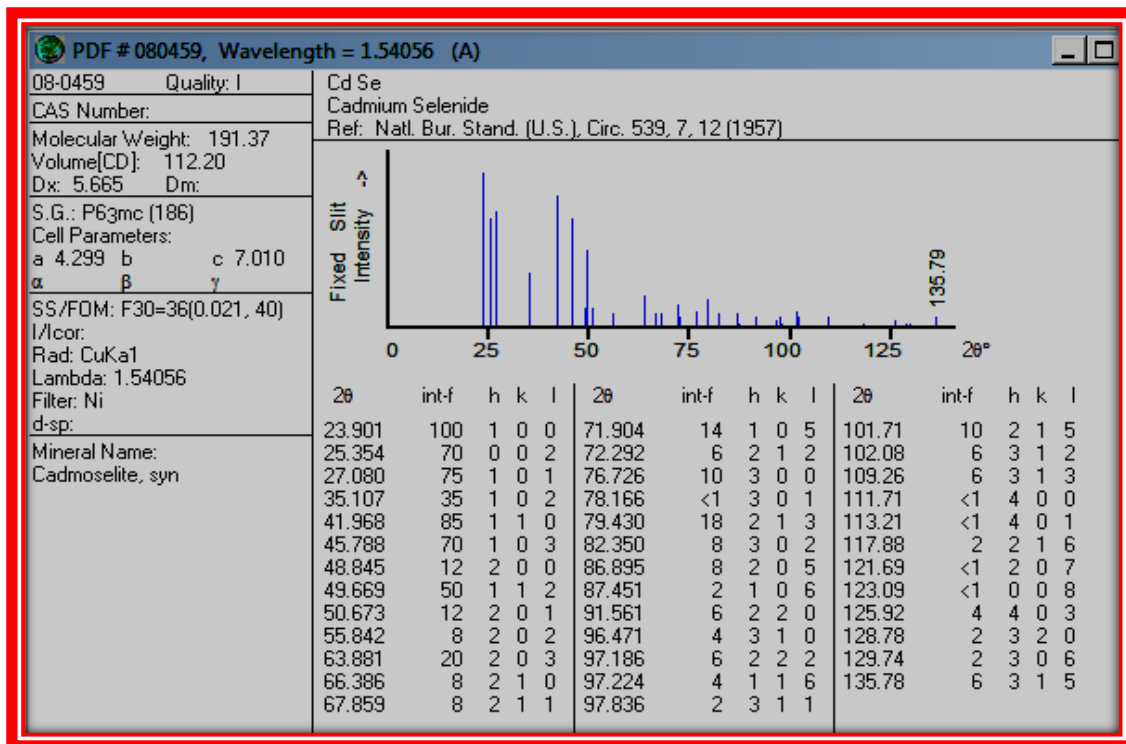 PDF # 080459, Wavelength = 1.54056 (A)
08-0459 Quality: I
CAS Number:
Molecular Weight: 191.37
Volume[CD]: 112.20
Dx: 5.665 Dm:
S.G.: P63mc (186)
Cell Parameters:
a 4.299 b c 7.010
α β γ
SS/FOM: F30=36(0.021, 40)
I/Icor:
Rad: CuKa1
Lambda: 1.54056
Filter: Ni
d-sp:
Mineral Name:
Cadmoselite, syn
Cd Se
Cadmium Selenide
Ref: Natl. Bur. Stand. (U.S.), Circ. 539, 7, 12 (1957)
Fixed Slit
Intensity ->
135.79
0 25 50 75 100 125 2θ°
2θ int-f h k l 2θ int-f h k l 2θ int-f h k l
23.901 100 1 0 0 71.904 14 1 0 5 101.71 10 2 1 5
25.354 70 0 0 2 72.292 6 2 1 2 102.08 6 3 1 2
27.080 75 1 0 1 76.726 10 3 0 0 109.26 6 3 1 3
35.107 35 1 0 2 78.166 <1 3 0 1 111.71 <1 4 0 0
41.968 85 1 1 0 79.430 18 2 1 3 113.21 <1 4 0 1
45.788 70 1 0 3 82.350 8 3 0 2 117.88 2 2 1 6
48.845 12 2 0 0 86.895 8 2 0 5 121.69 <1 2 0 7
49.669 50 1 1 2 87.451 2 1 0 6 123.09 <1 0 0 8
50.673 12 2 0 1 91.561 6 2 2 0 125.92 4 4 0 3
55.842 8 2 0 2 96.471 4 3 1 0 128.78 2 3 2 0
63.881 20 2 0 3 97.186 6 2 2 2 129.74 2 3 0 6
66.386 8 2 1 0 97.224 4 1 1 6 135.78 6 3 1 5
67.859 8 2 1 1 97.836 2 3 1 1